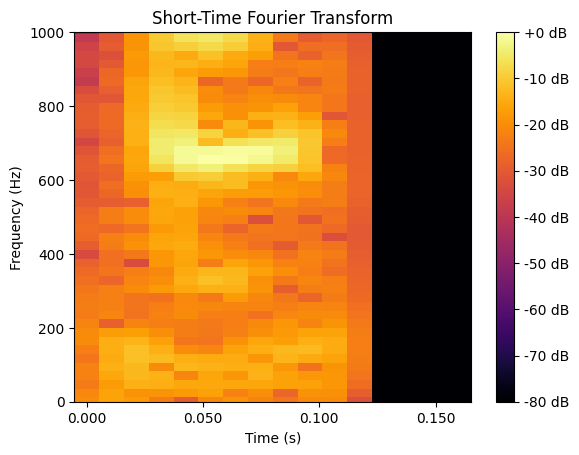 Short-Time Fourier Transform
1000
800
600
400
200
0
Frequency (Hz)
0.000
0.050
0.100
0.150
Time (s)
+0 dB
-10 dB
-20 dB
-30 dB
-40 dB
-50 dB
-60 dB
-70 dB
-80 dB